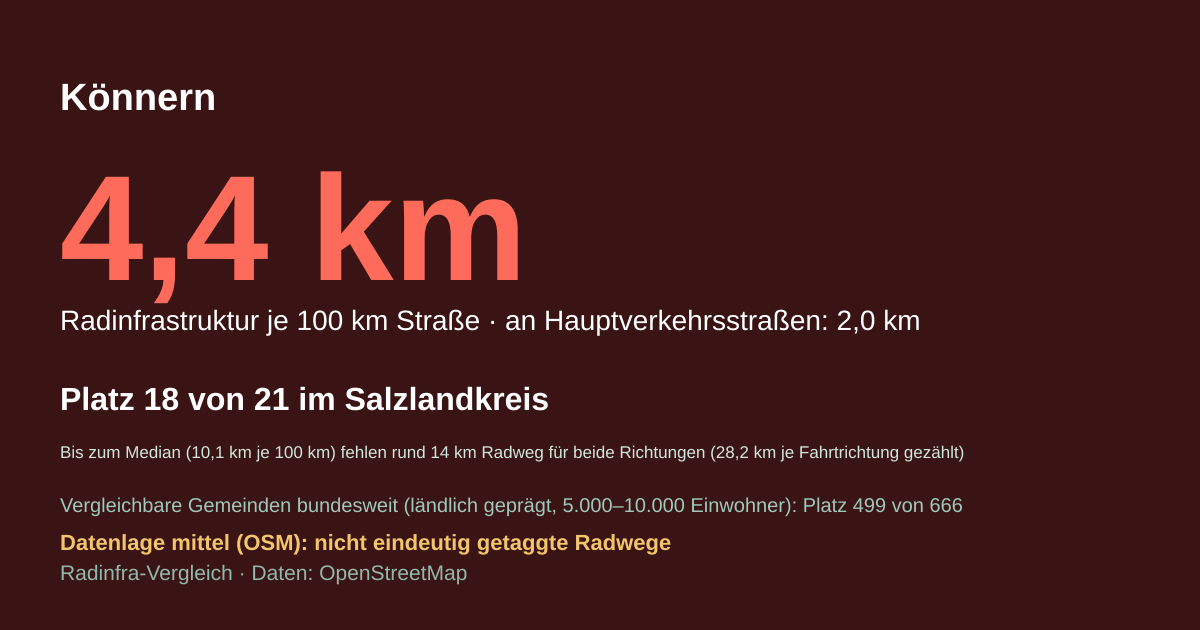 Könnern
4,4 km
Radinfrastruktur je 100 km Straße · an Hauptverkehrsstraßen: 2,0 km
Platz 18 von 21 im Salzlandkreis
Bis zum Median (10,1 km je 100 km) fehlen rund 14 km Radweg für beide Richtungen (28,2 km je Fahrtrichtung gezählt)
Vergleichbare Gemeinden bundesweit (ländlich geprägt, 5.000–10.000 Einwohner): Platz 499 von 666
Datenlage mittel (OSM): nicht eindeutig getaggte Radwege
Radinfra-Vergleich · Daten: OpenStreetMap